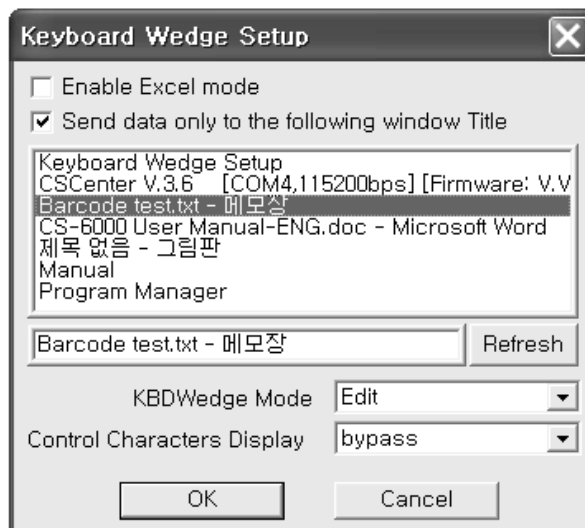 Keyboard Wedge Setup
Enable Excel mode
Send data only to the following window Title
Keyboard Wedge Setup
CSCenter V.3.6 [COM4,115200bps] [Firmware: V.V
Barcode test.txt - 메모장
CS-6000 User Manual-ENG.doc - Microsoft Word
제목 없음 - 그림판
Manual
Program Manager
Barcode test.txt - 메모장
Refresh
KBDWedge Mode Edit
Control Characters Display bypass
OK Cancel